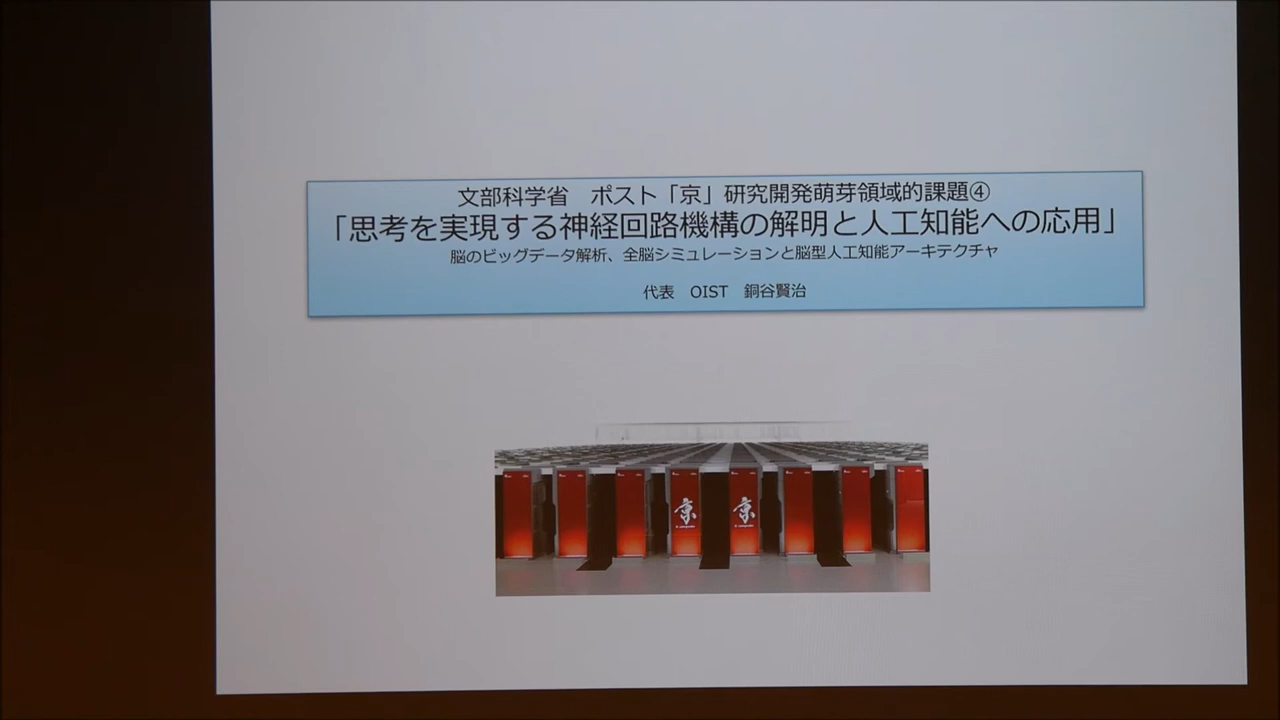 文部科学省　ポスト「京」研究開発萌芽領域的課題④
「思考を実現する神経回路機構の解明と人工知能への応用」
脳のビッグデータ解析、全脳シミュレーションと脳型人工知能アーキテクチャ
代表　OIST　銅谷賢治
京 京